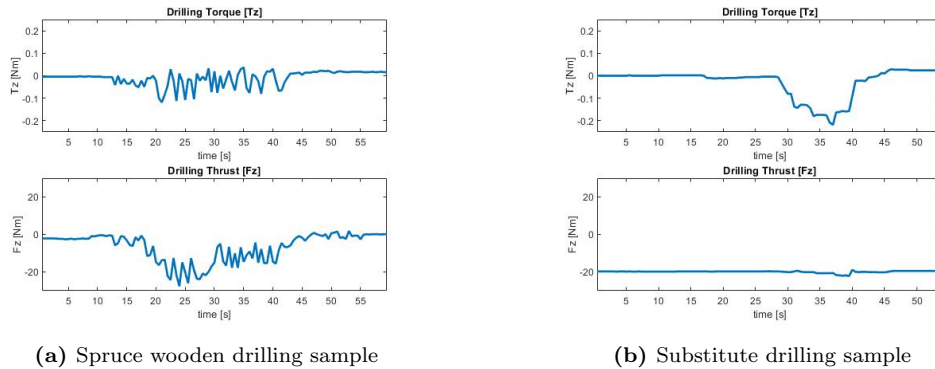 Drilling Torque [Tz]
Tz [Nm]
0.2
0.1
0
-0.1
-0.2
5 10 15 20 25 30 35 40 45 50 55
time [s]
Drilling Thrust [Fz]
Fz [Nm]
20
0
-20
5 10 15 20 25 30 35 40 45 50 55
time [s]
(a) Spruce wooden drilling sample
Drilling Torque [Tz]
Tz [Nm]
0.2
0.1
0
-0.1
-0.2
5 10 15 20 25 30 35 40 45 50
time [s]
Drilling Thrust [Fz]
Fz [Nm]
20
0
-20
5 10 15 20 25 30 35 40 45 50
time [s]
(b) Substitute drilling sample